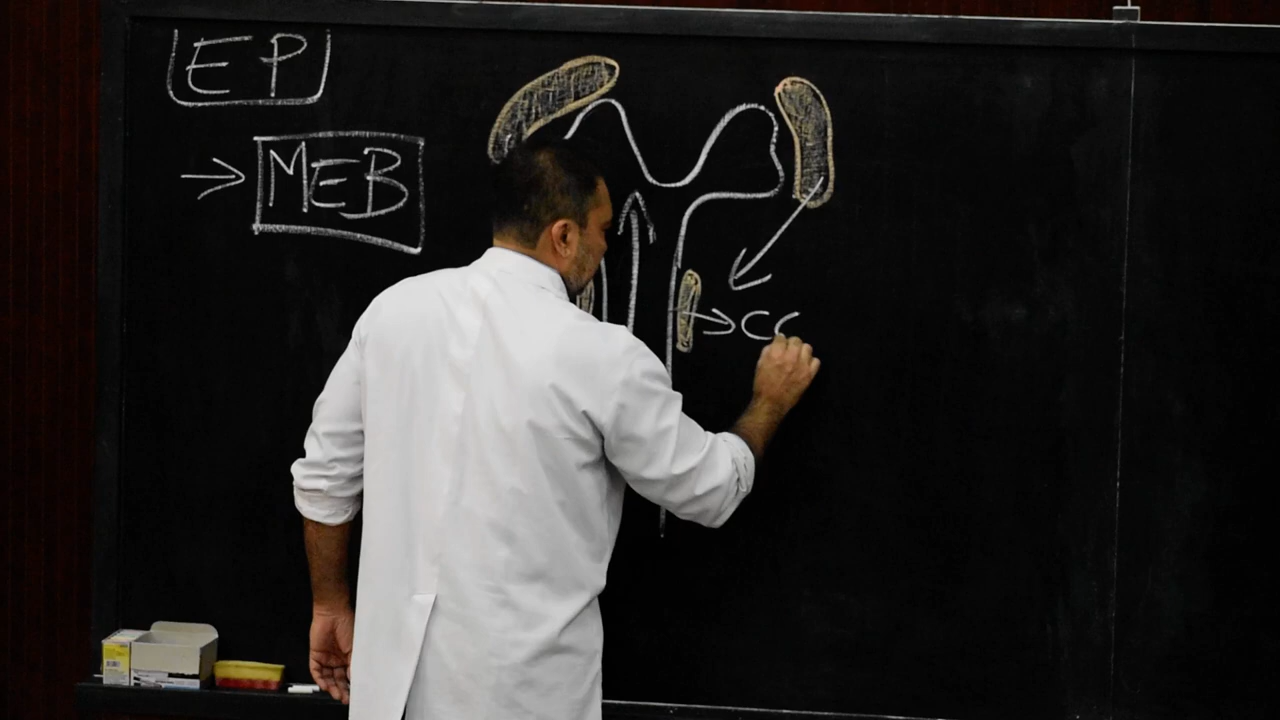 EP
→ MEB
→ CC